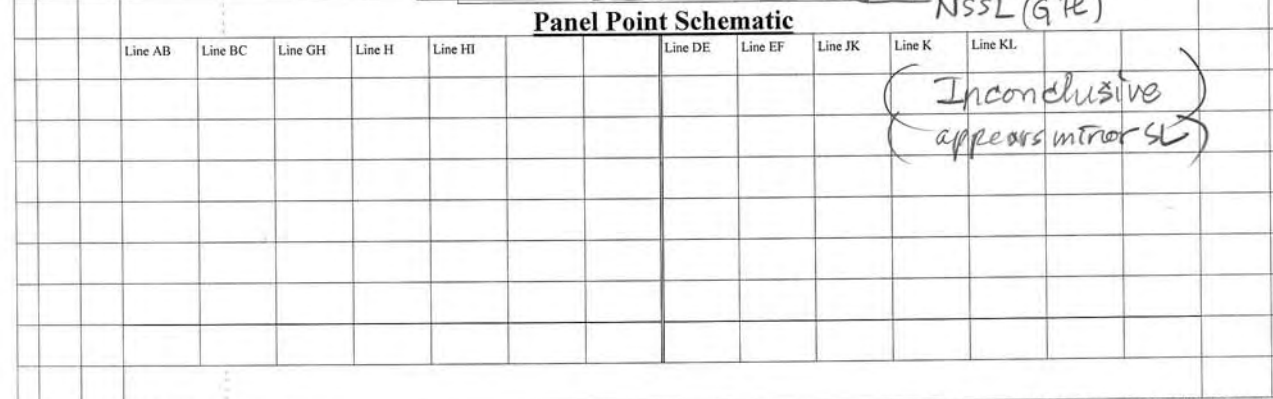 NSSL (G
Panel Point Schematic
Line AB Line BC Line GH Line H Line HI Line DE Line EF Line JK Line K Line KL
Inconclusive
appears minor SL